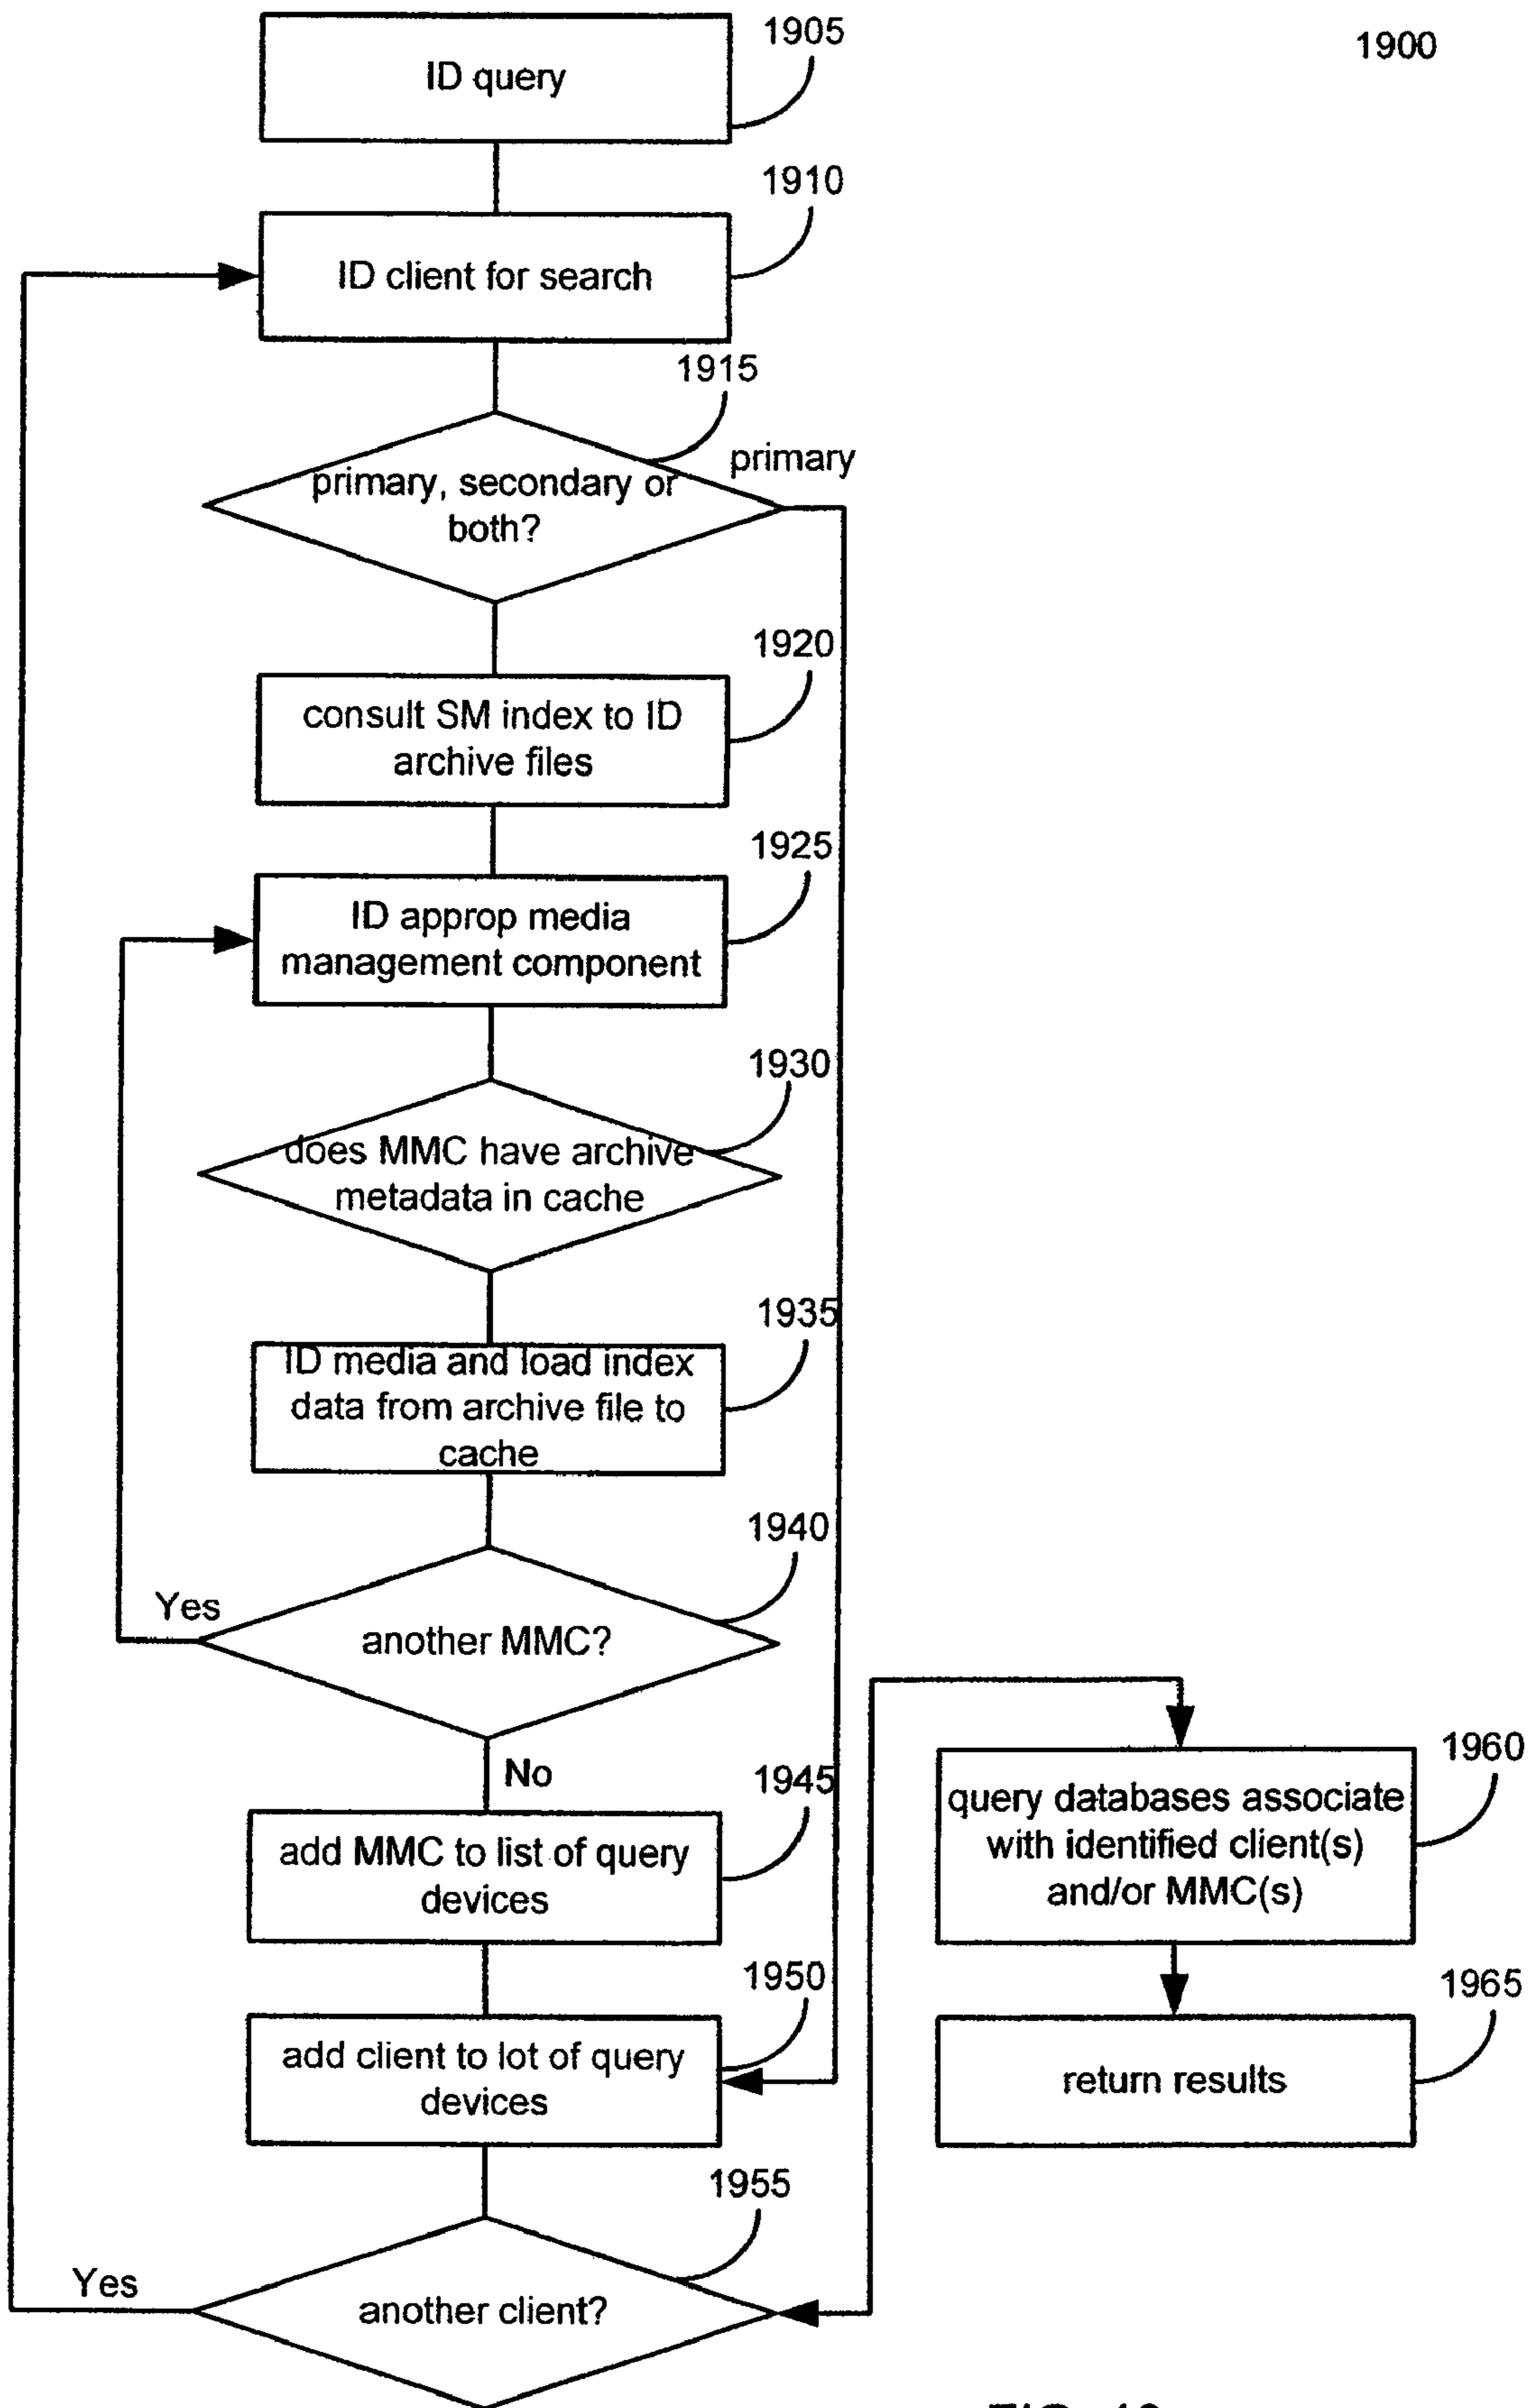 1900
1905
ID query
1910
ID client for search
1915
primary
primary, secondary or
both?
1920
consult SM index to ID
archive files
1925
ID approp media
management component
1930
does MMC have archive
metadata in cache
1935
ID media and load index
data from archive file to
cache
1940
Yes
another MMC?
No
1945
add MMC to list of query
devices
1950
add client to lot of query
devices
1955
Yes
another client?
1960
query databases associate
with identified client(s)
and/or MMC(s)
1965
return results